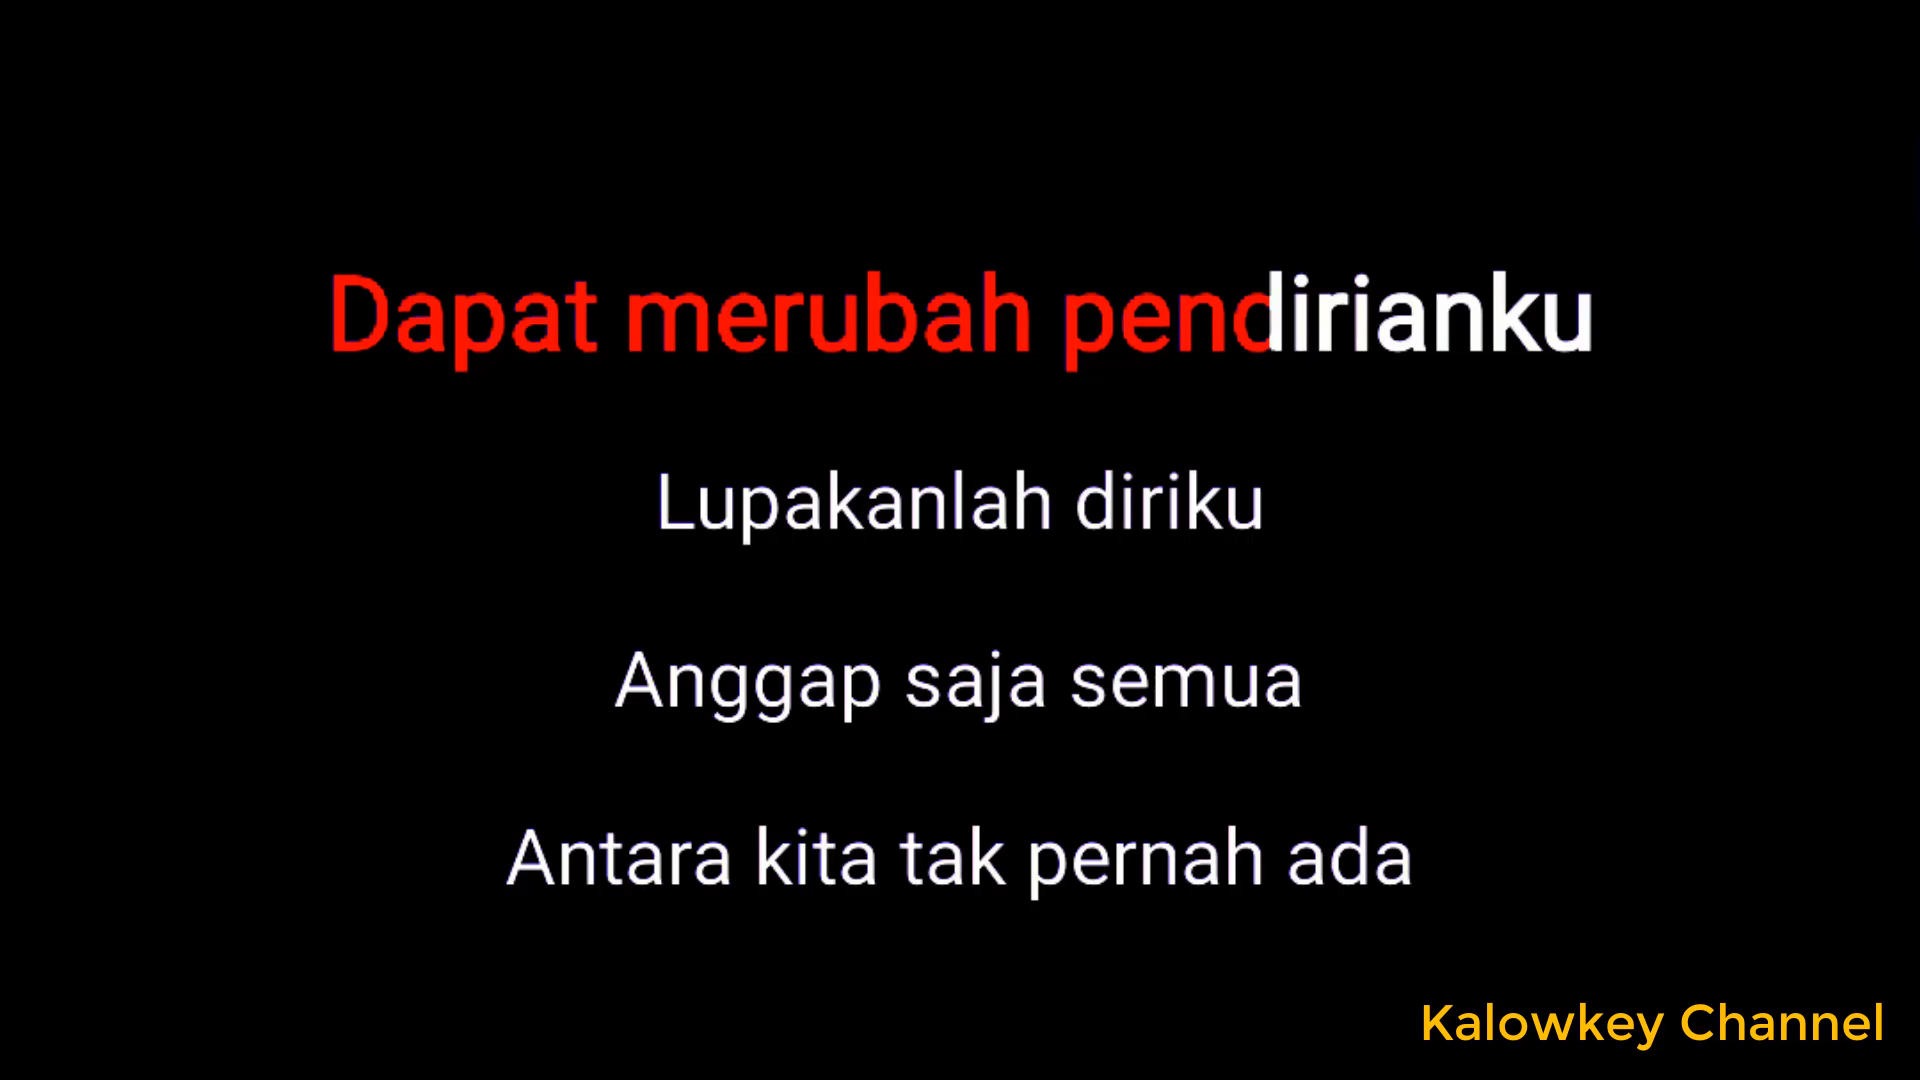 Dapat merubah pendirianku
Lupakanlah diriku
Anggap saja semua
Antara kita tak pernah ada
Kalowkey Channel